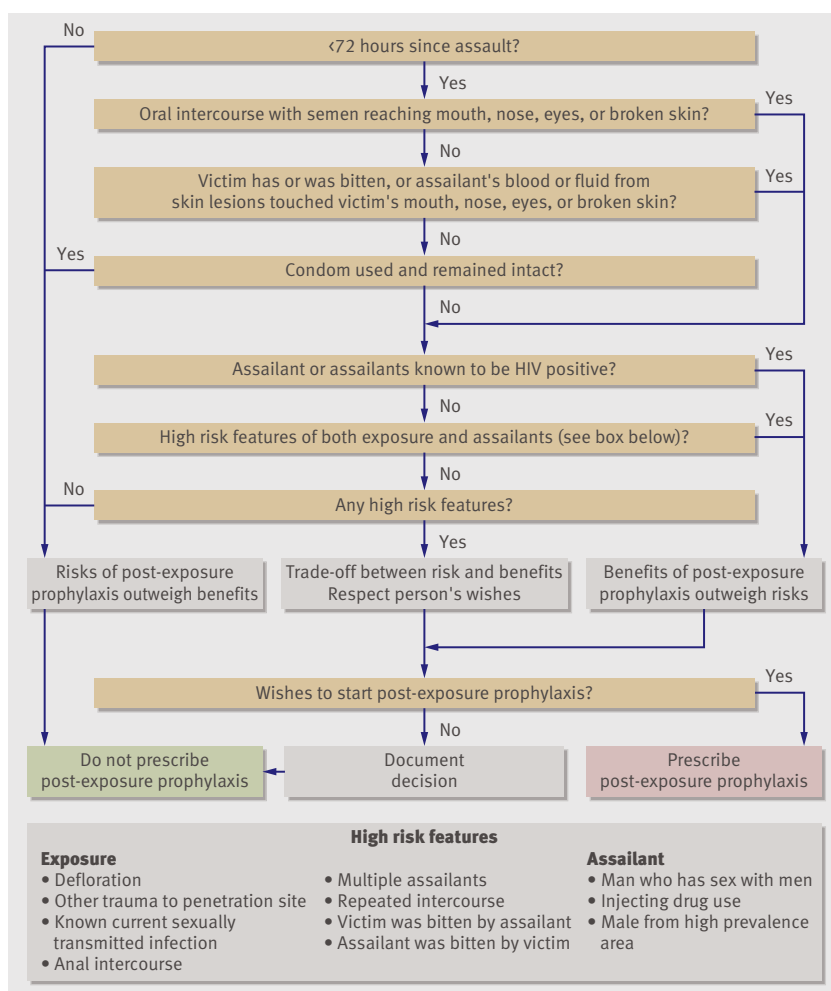 No
<72 hours since assault?
Yes
Oral intercourse with semen reaching mouth, nose, eyes, or broken skin?
Yes
No
Victim has or was bitten, or assailant's blood or fluid from
skin lesions touched victim's mouth, nose, eyes, or broken skin?
Yes
No
Yes
Condom used and remained intact?
No
Assailant or assailants known to be HIV positive?
Yes
No
High risk features of both exposure and assailants (see box below)?
Yes
No
No
Any high risk features?
Yes
Risks of post-exposure
prophylaxis outweigh benefits
Trade-off between risk and benefits
Respect person's wishes
Benefits of post-exposure
prophylaxis outweigh risks
Wishes to start post-exposure prophylaxis?
Yes
No
Do not prescribe
post-exposure prophylaxis
Document
decision
Prescribe
post-exposure prophylaxis
High risk features
Exposure
• Defloration
• Other trauma to penetration site
• Known current sexually
transmitted infection
• Anal intercourse
• Multiple assailants
• Repeated intercourse
• Victim was bitten by assailant
• Assailant was bitten by victim
Assailant
• Man who has sex with men
• Injecting drug use
• Male from high prevalence
area